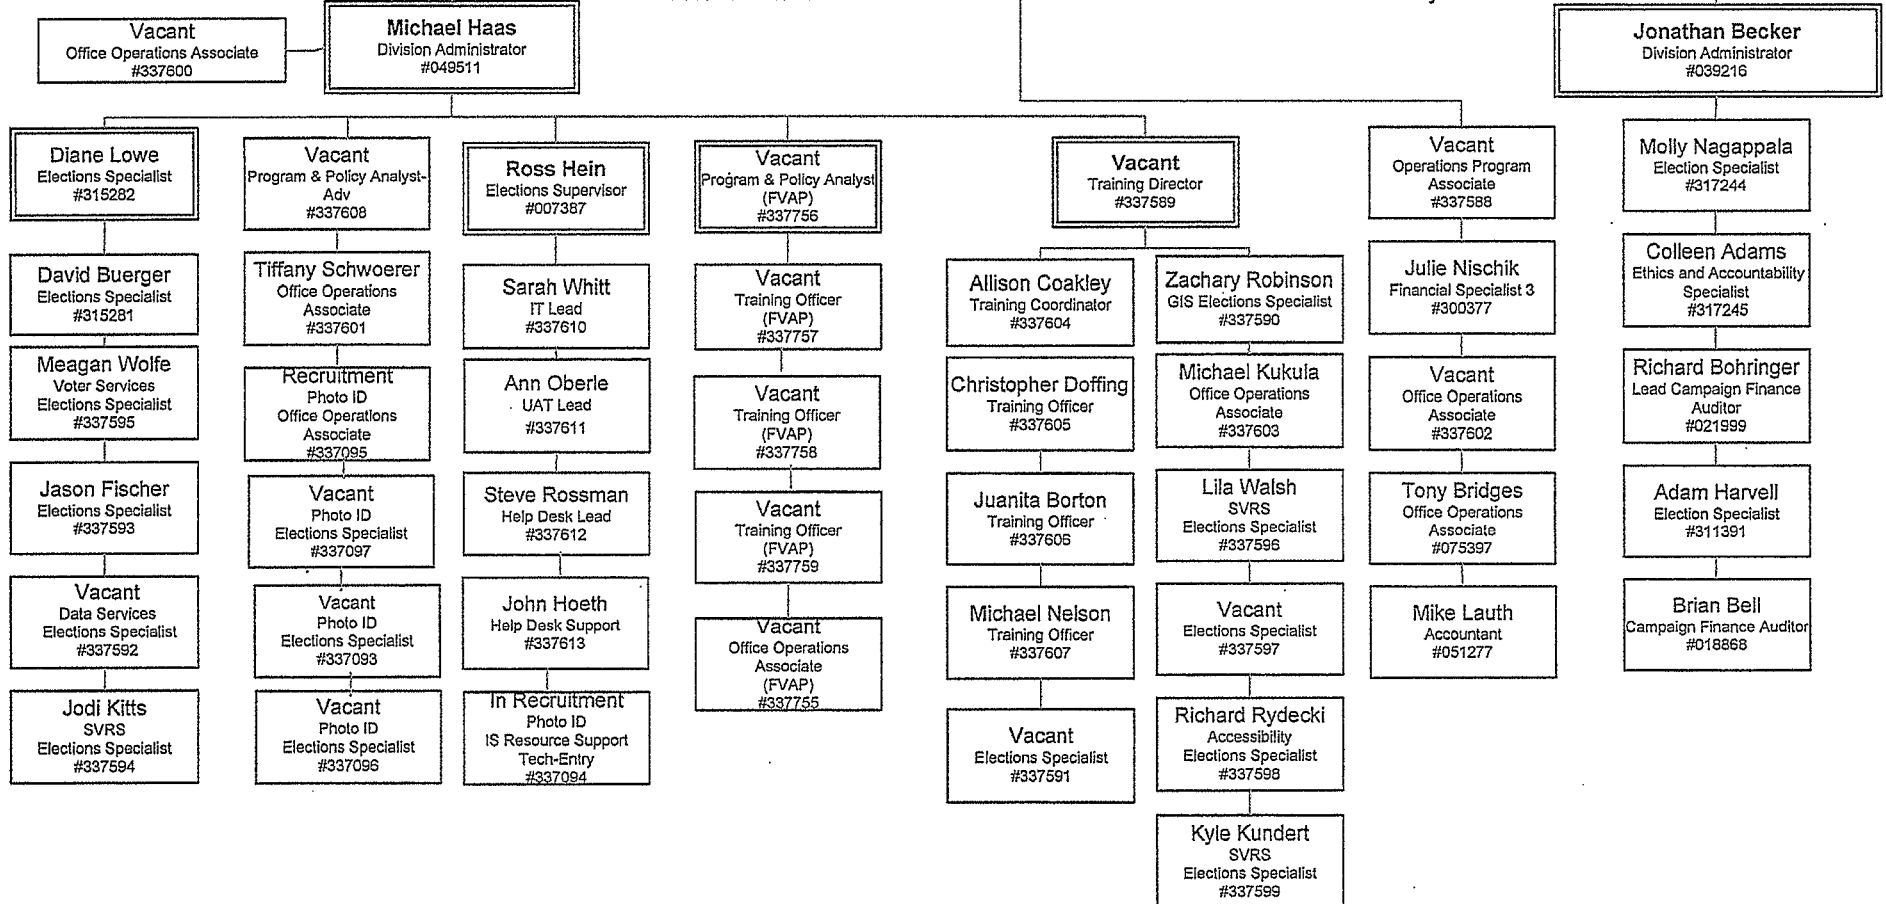 Vacant
Office Operations Associate
#337600
Michael Haas
Division Administrator
#049511
Jonathan Becker
Division Administrator
#039216
Diane Lowe
Elections Specialist
#315282
David Buerger
Elections Specialist
#315281
Meagan Wolfe
Voter Services
Elections Specialist
#337595
Jason Fischer
Elections Specialist
#337593
Vacant
Data Services
Elections Specialist
#337592
Jodi Kitts
SVRS
Elections Specialist
#337594
Vacant
Program & Policy Analyst-
Adv
#337608
Tiffany Schwoerer
Office Operations
Associate
#337601
Recruitment
Photo ID
Office Operations
Associate
#337095
Vacant
Photo ID
Elections Specialist
#337097
Vacant
Photo ID
Elections Specialist
#337093
Vacant
Photo ID
Elections Specialist
#337096
Ross Hein
Elections Supervisor
#007387
Sarah Whitt
IT Lead
#337610
Ann Oberle
UAT Lead
#337611
Steve Rossman
Help Desk Lead
#337612
John Hoeth
Help Desk Support
#337613
In Recruitment
Photo ID
IS Resource Support
Tech-Entry
#337094
Vacant
Program & Policy Analyst
(FVAP)
#337756
Vacant
Training Officer
(FVAP)
#337757
Vacant
Training Officer
(FVAP)
#337758
Vacant
Training Officer
(FVAP)
#337759
Vacant
Office Operations
Associate
(FVAP)
#337755
Vacant
Training Director
#337589
Allison Coakley
Training Coordinator
#337604
Christopher Doffing
Training Officer
#337605
Juanita Borton
Training Officer
#337606
Michael Nelson
Training Officer
#337607
Vacant
Elections Specialist
#337591
Zachary Robinson
GIS Elections Specialist
#337590
Michael Kukula
Office Operations
Associate
#337603
Lila Walsh
SVRS
Elections Specialist
#337596
Vacant
Elections Specialist
#337597
Richard Rydecki
Accessibility
Elections Specialist
#337598
Kyle Kundert
SVRS
Elections Specialist
#337599
Vacant
Operations Program
Associate
#337588
Julie Nischik
Financial Specialist 3
#300377
Vacant
Office Operations
Associate
#337602
Tony Bridges
Office Operations
Associate
#075397
Mike Lauth
Accountant
#051277
Molly Nagappala
Election Specialist
#317244
Colleen Adams
Ethics and Accountability
Specialist
#317245
Richard Bohringer
Lead Campaign Finance
Auditor
#021999
Adam Harvell
Election Specialist
#311391
Brian Bell
Campaign Finance Auditor
#018868